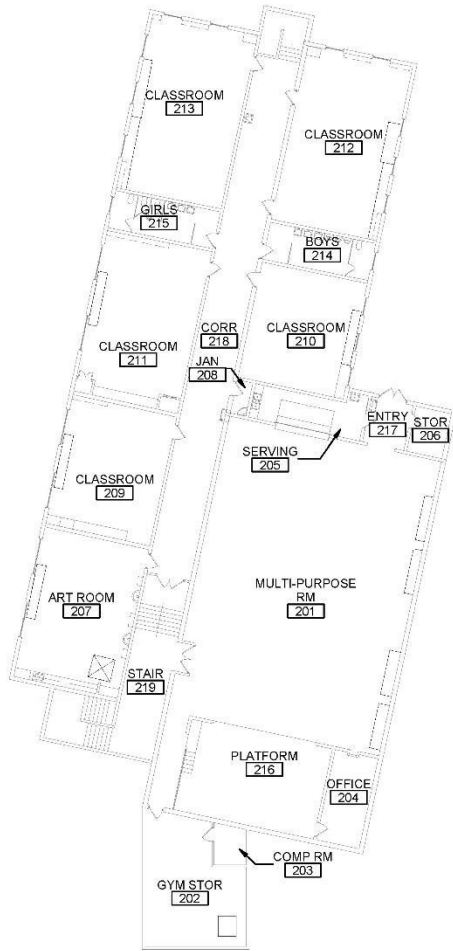 CLASSROOM
213
CLASSROOM
212
GIRLS
215
BOYS
214
CORR
218
CLASSROOM
210
CLASSROOM
211
JAN
208
ENTRY
217
STOR
206
SERVING
205
CLASSROOM
209
MULTI-PURPOSE
RM
201
ART ROOM
207
STAIR
219
PLATFORM
216
OFFICE
204
COMP RM
203
GYM STOR
202